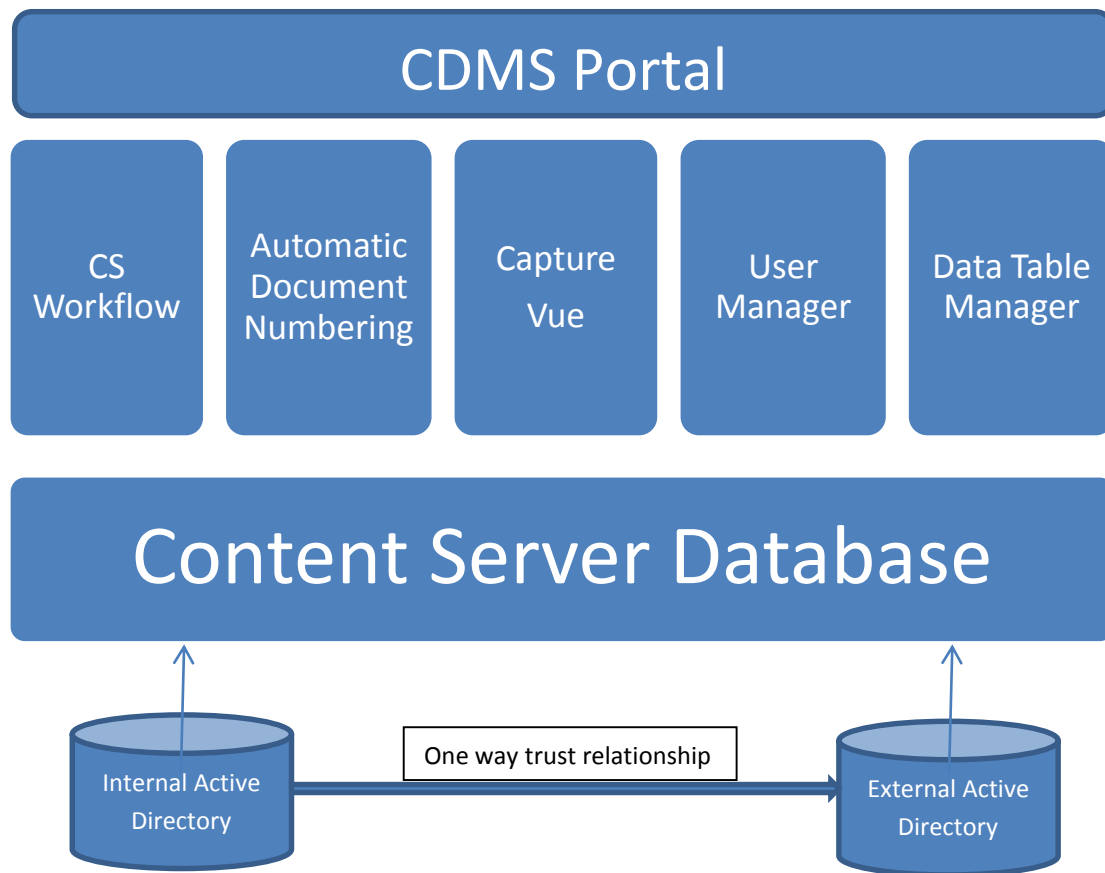 CDMS Portal
CS
Workflow
Automatic
Document
Numbering
Capture
Vue
User
Manager
Data Table
Manager
Content Server Database
One way trust relationship
Internal Active
Directory
External Active
Directory